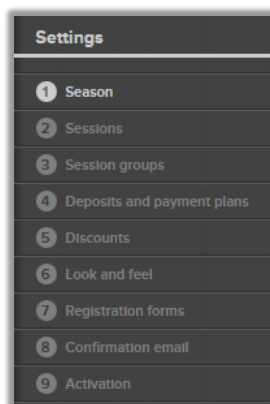 Settings
1 Season
2 Sessions
3 Session groups
4 Deposits and payment plans
5 Discounts
6 Look and feel
7 Registration forms
8 Confirmation email
9 Activation